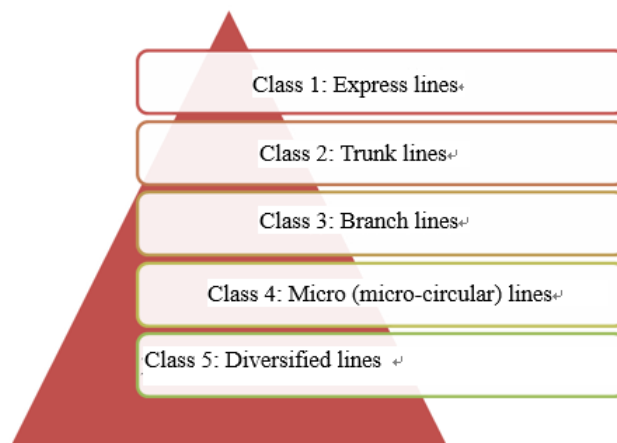 Class 1: Express lines
Class 2: Trunk lines
Class 3: Branch lines
Class 4: Micro (micro-circular) lines
Class 5: Diversified lines